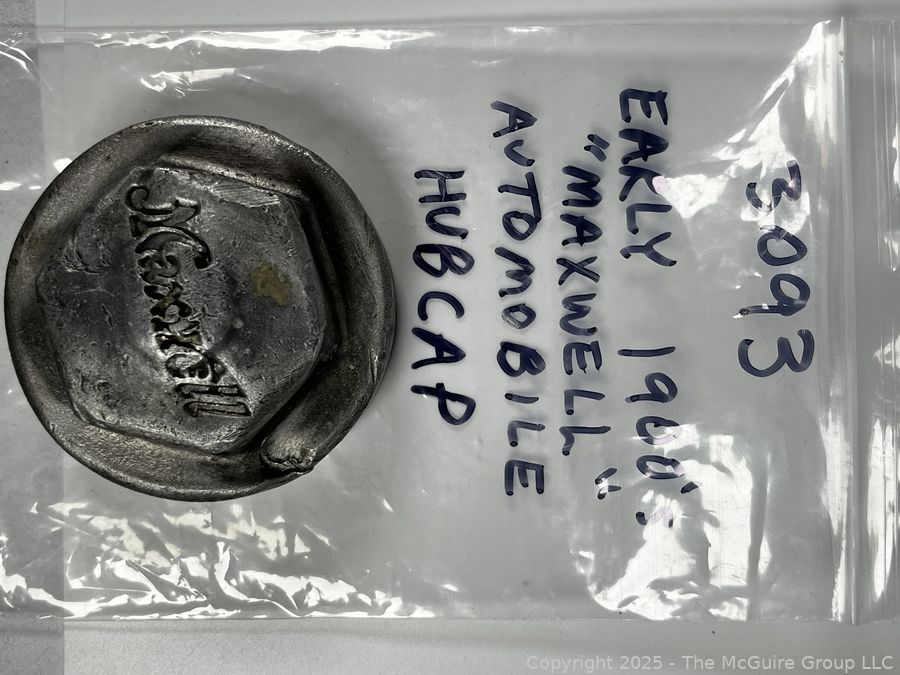 3093
EARLY 1900's
"MAXWELL"
AUTOMOBILE
HUBCAP
Maxwell
Copyright 2025 - The McGuire Group LLC